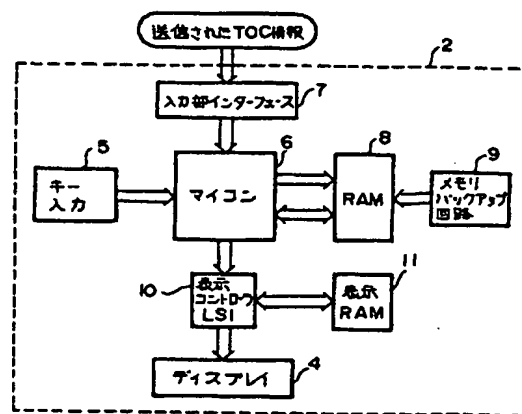 送信されたTOC情報
2
入力部インターフェース
7
5
キー
入力
6
マイコン
8
RAM
9
メモリ
バックアップ
回路
10
表示
コントロウ
LSI
11
表示
RAM
4
ディスプレイ